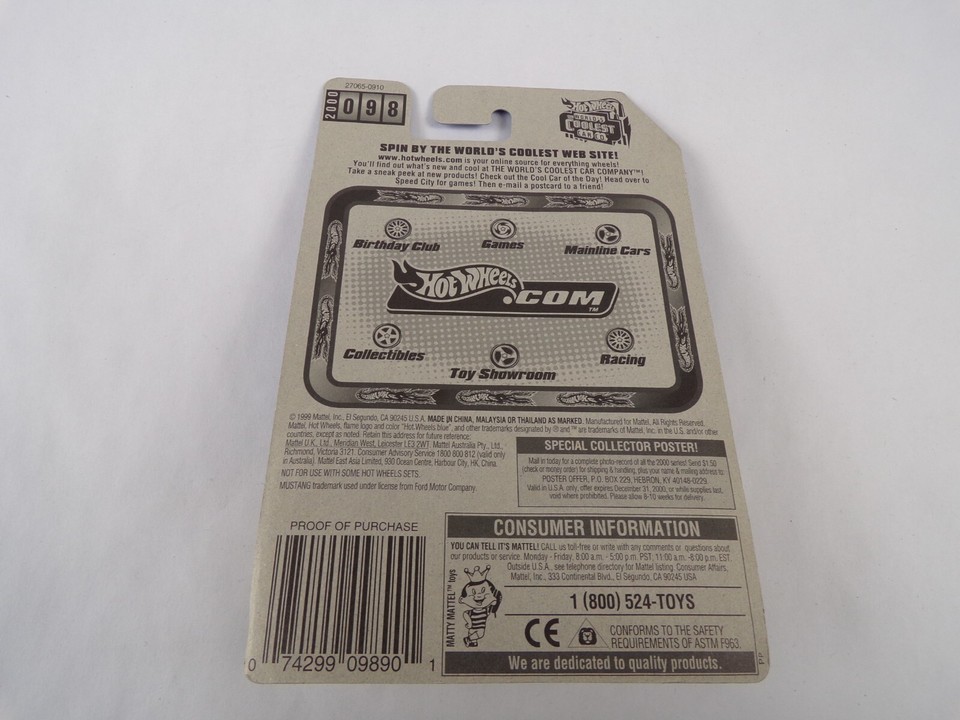 27065-0910
2000 098
Hot Wheels
WORLD'S
COOLEST
CAR CO.
SPIN BY THE WORLD'S COOLEST WEB SITE!
www.hotwheels.com is your online source for everything wheels!
You'll find out what's new and cool at THE WORLD'S COOLEST CAR COMPANY™!
Take a sneak peek at new products! Check out the Cool Car of the Day! Head over to
Speed City for games! Then e-mail a postcard to a friend!
Birthday Club
Games
Mainline Cars
Hot Wheels.COM™
Collectibles
Toy Showroom
Racing
© 1999 Mattel, Inc., El Segundo, CA 90245 U.S.A. MADE IN CHINA, MALAYSIA OR THAILAND AS MARKED. Manufactured for Mattel. All Rights Reserved.
Mattel, Hot Wheels, flame logo and color "Hot Wheels blue", and other trademarks designated by ® and ™ are trademarks of Mattel, Inc. in the U.S. and/or other
countries, except as noted. Retain this address for future reference:
Mattel U.K., Ltd., Meridian West, Leicester LE3 2WT. Mattel Australia Pty., Ltd.,
Richmond, Victoria 3121. Consumer Advisory Service 1800 800 812 (valid only
in Australia). Mattel East Asia Limited, 930 Ocean Centre, Harbour City, HK, China.
NOT FOR USE WITH SOME HOT WHEELS SETS.
MUSTANG trademark used under license from Ford Motor Company.
SPECIAL COLLECTOR POSTER!
Mail in today for a complete photo-record of all the 2000 series! Send $1.50
(check or money order) for shipping & handling, plus your name & mailing address to:
POSTER OFFER, P.O. BOX 229, HEBRON, KY 40148-0229.
Valid in U.S.A. only, offer expires December 31, 2000, or while supplies last,
void where prohibited. Please allow 8-10 weeks for delivery.
PROOF OF PURCHASE
0 74299 09890 1
CONSUMER INFORMATION
YOU CAN TELL IT'S MATTEL! CALL us toll-free or write with any comments or questions about
our products or service. Monday - Friday. 8:00 a.m. - 5:00 p.m. PST, 11:00 a.m. -8:00 p.m. EST.
Outside U.S.A., see telephone directory for Mattel listing. Consumer Affairs,
Mattel, Inc., 333 Continental Blvd., El Segundo, CA 90245 USA
MATTY MATTEL™ toys
1 (800) 524-TOYS
CE
CONFORMS TO THE SAFETY
REQUIREMENTS OF ASTM F963.
We are dedicated to quality products.
PP